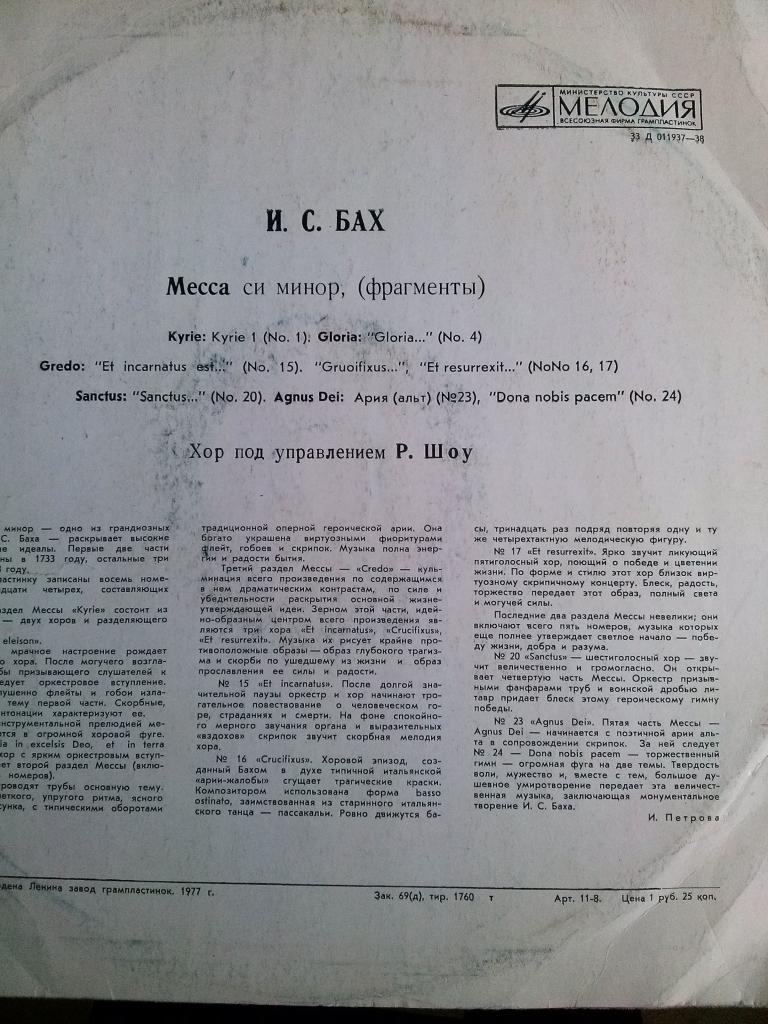 МИНИСТЕРСТВО КУЛЬТУРЫ СССР
МЕЛОДИЯ
ВСЕСОЮЗНАЯ ФИРМА ГРАМПЛАСТИНОК
33 Д 011937—38
И. С. БАХ
Месса си минор, (фрагменты)
Kyrie: Kyrie 1 (No. 1). Gloria: "Gloria..." (No. 4)
Gredo: "Et incarnatus est..." (No. 15). "Gruoifixus...", "Et resurrexit..." (NoNo 16, 17)
Sanctus: "Sanctus..." (No. 20). Agnus Dei: Ария (альт) (№23), "Dona nobis pacem" (No. 24)
Хор под управлением Р. Шоу
минор — одно из грандиозных
С. Баха — раскрывает высокие
е идеалы. Первые две части
ны в 1733 году, остальные три
году.
ластинку записаны восемь номе-
дцати четырех, составляющих
аздел Мессы «Kyrie» состоит из
— двух хоров и разделяющего
eleison».
мрачное настроение рождает
о хора. После могучего возгла-
бы призывающего слушателей к
едует оркестровое вступление.
лушенно флейты и гобои изла-
тему первой части. Скорбные,
нтонации характеризуют ее.
нструментальной прелюдией ме-
тся в огромной хоровой фуге.
ia in excelsis Deo, et in terra
хор с ярким оркестровым вступ-
ет второй раздел Мессы (вклю-
номеров).
роводят трубы основную тему.
еткого, упругого ритма, ясного
сунка, с типическими оборотами
традиционной оперной героической арии. Она
богато украшена виртуозными фиоритурами
флейт, гобоев и скрипок. Музыка полна энер-
гии и радости бытия.
Третий раздел Мессы — «Credo» — куль-
минация всего произведения по содержащимся
в нем драматическим контрастам, по силе и
убедительности раскрытия основной жизне-
утверждающей идеи. Зерном этой части, идей-
но-образным центром всего произведения яв-
ляются три хора «Et incarnatus», «Crucifixus»,
«Et resurrexit». Музыка их рисует крайне про-
тивоположные образы — образ глубокого трагиз-
ма и скорби по ушедшему из жизни и образ
прославления ее силы и радости.
№ 15 «Et incarnatus». После долгой зна-
чительной паузы оркестр и хор начинают тро-
гательное повествование о человеческом го-
ре, страданиях и смерти. На фоне спокойно-
го мерного звучания органа и выразительных
«вздохов» скрипок звучит скорбная мелодия
хора.
№ 16 «Crucifixus». Хоровой эпизод, соз-
данный Бахом в духе типичной итальянской
«арии-жалобы» сгущает трагические краски.
Композитором использована форма basso
ostinato, заимствованная из старинного итальян-
ского танца — пассакальи. Ровно движутся ба-
сы, тринадцать раз подряд повторяя одну и ту
же четырехтактную мелодическую фигуру.
№ 17 «Et resurrexit». Ярко звучит ликующий
пятиголосный хор, поющий о победе и цветении
жизни. По форме и стилю этот хор близок вир-
туозному скрипичному концерту. Блеск, радость,
торжество передает этот образ, полный света
и могучей силы.
Последние два раздела Мессы невелики; они
включают всего пять номеров, музыка которых
еще полнее утверждает светлое начало — побе-
ду жизни, добра и разума.
№ 20 «Sanctus» — шестиголосный хор — зву-
чит величественно и громогласно. Он откры-
вает четвертую часть Мессы. Оркестр призыв-
ными фанфарами труб и воинской дробью ли-
тавр придает блеск этому героическому гимну
победы.
№ 23 «Agnus Dei». Пятая часть Мессы —
Agnus Dei — начинается с поэтичной арии аль-
та в сопровождении скрипок. За ней следует
№ 24 — Dona nobis pacem — торжественный
гимн — огромная фуга на две темы. Твердость
воли, мужество и, вместе с тем, большое ду-
шевное умиротворение передает эта величест-
венная музыка, заключающая монументальное
творение И. С. Баха.
И. Петрова
дена Ленина завод грампластинок. 1977 г.
Зак. 69(д), тир. 1760 т
Арт. 11-8. Цена 1 руб. 25 коп.